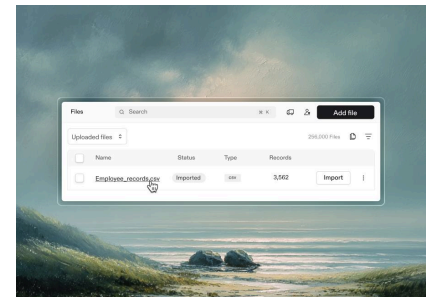 Files
Search
⌘ K
Add file
Uploaded files
256,000 Files
Name Status Type Records
Employee_records.csv Imported csv 3,562 Import